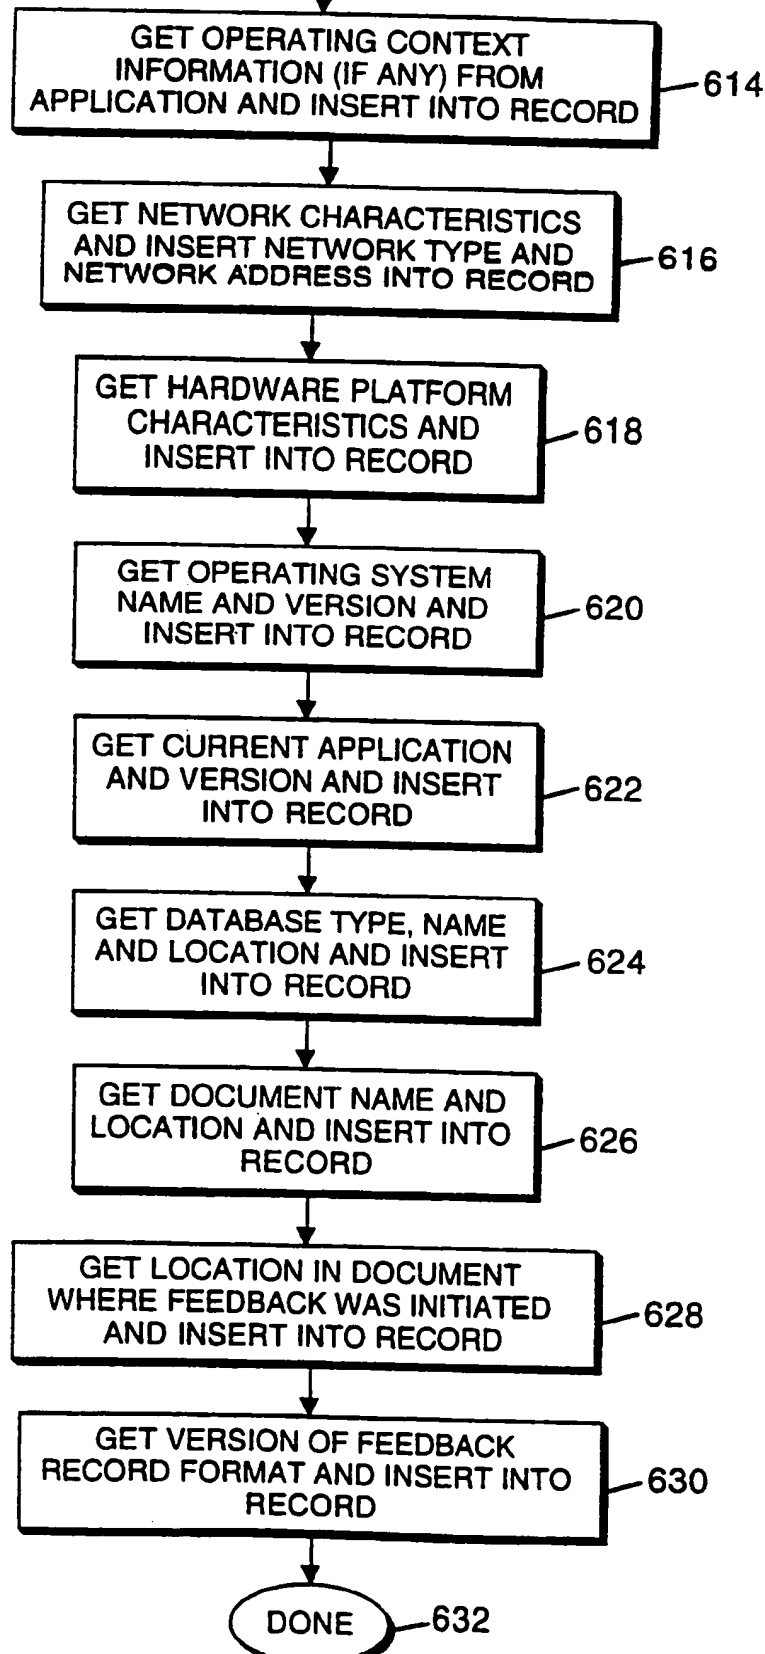 GET OPERATING CONTEXT
INFORMATION (IF ANY) FROM
APPLICATION AND INSERT INTO RECORD
614
GET NETWORK CHARACTERISTICS
AND INSERT NETWORK TYPE AND
NETWORK ADDRESS INTO RECORD
616
GET HARDWARE PLATFORM
CHARACTERISTICS AND
INSERT INTO RECORD
618
GET OPERATING SYSTEM
NAME AND VERSION AND
INSERT INTO RECORD
620
GET CURRENT APPLICATION
AND VERSION AND INSERT
INTO RECORD
622
GET DATABASE TYPE, NAME
AND LOCATION AND INSERT
INTO RECORD
624
GET DOCUMENT NAME AND
LOCATION AND INSERT INTO
RECORD
626
GET LOCATION IN DOCUMENT
WHERE FEEDBACK WAS INITIATED
AND INSERT INTO RECORD
628
GET VERSION OF FEEDBACK
RECORD FORMAT AND INSERT INTO
RECORD
630
DONE
632